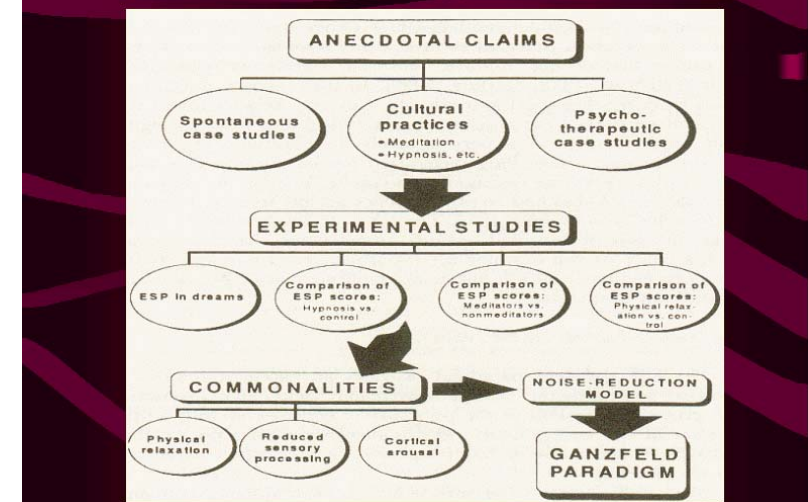 ANECDOTAL CLAIMS
Spontaneous
case studies
Cultural
practices
• Meditation
• Hypnosis, etc.
Psycho-
therapeutic
case studies
EXPERIMENTAL STUDIES
ESP in dreams
Comparison of
ESP scores:
Hypnosis vs.
control
Comparison of
ESP scores:
Meditators vs.
nonmeditators
Comparison of
ESP scores:
Physical relax-
ation vs. con-
trol
COMMONALITIES
NOISE-REDUCTION
MODEL
Physical
relaxation
Reduced
sensory
processing
Cortical
arousal
GANZFELD
PARADIGM